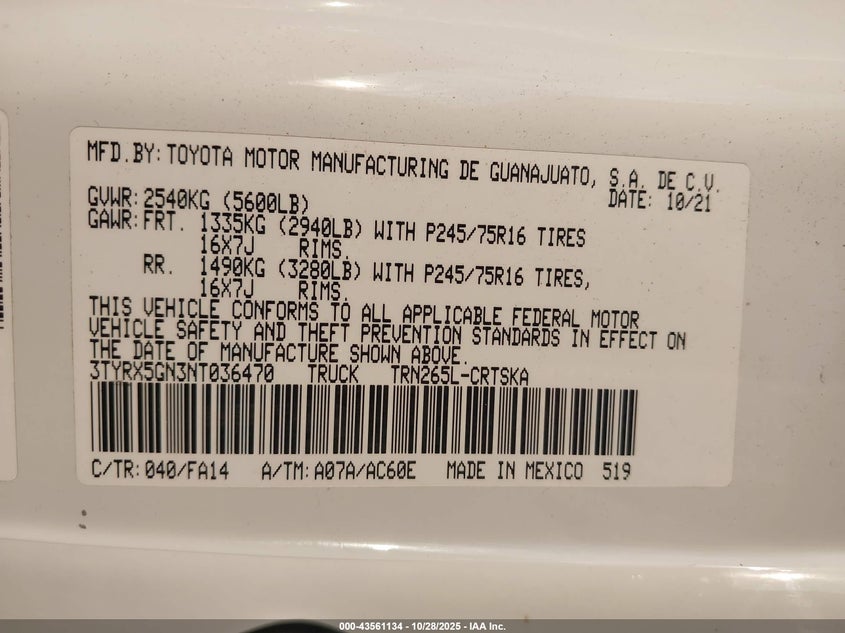 MFD.BY: TOYOTA MOTOR MANUFACTURING DE GUANAJUATO, S.A. DE C.V.
GVWR: 2540KG (5600LB) DATE: 10/21
GAWR: FRT. 1335KG (2940LB) WITH P245/75R16 TIRES
16X7J RIMS.
RR. 1490KG (3280LB) WITH P245/75R16 TIRES,
16X7J RIMS.
THIS VEHICLE CONFORMS TO ALL APPLICABLE FEDERAL MOTOR
VEHICLE SAFETY AND THEFT PREVENTION STANDARDS IN EFFECT ON
THE DATE OF MANUFACTURE SHOWN ABOVE.
3TYRX5GN3NT036470 TRUCK TRN265L-CRTSKA
C/TR: 040/FA14 A/TM: A07A/AC60E MADE IN MEXICO 519
000-43561134 - 10/28/2025 - IAA Inc.